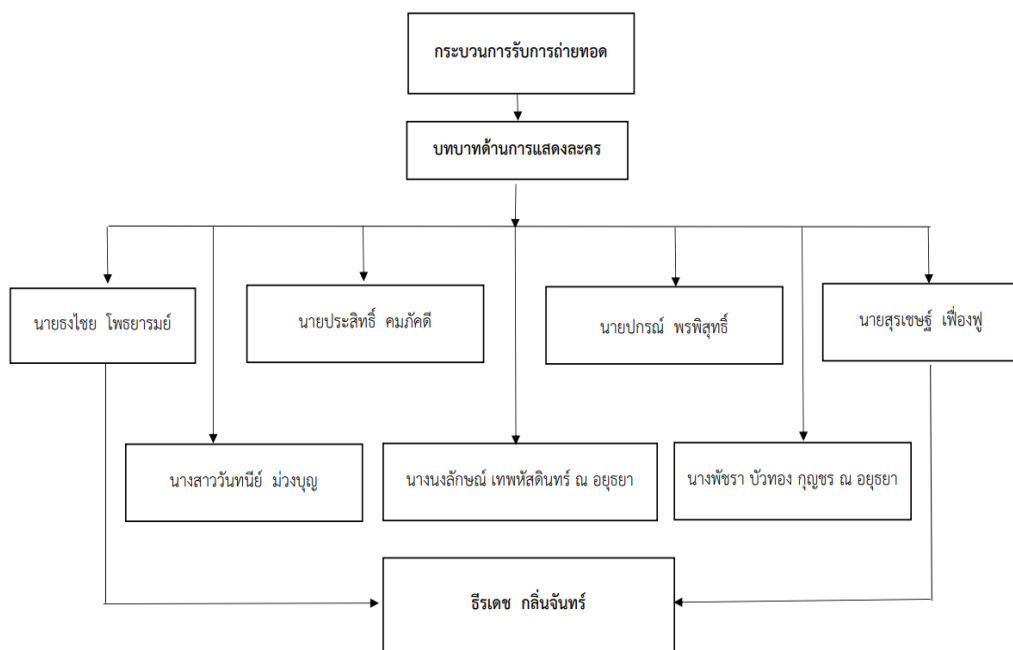 กระบวนการรับการถ่ายทอด
บทบาทด้านการแสดงละคร
นายธงไชย โพธยารมย์
นายประสิทธิ์ คมภักดี
นายปกรณ์ พรพิสุทธิ์
นายสุรเชษฐ์ เฟื่องฟู
นางสาววันทนีย์ ม่วงบุญ
นางนงลักษณ์ เทพหัสดินทร์ ณ อยุธยา
นางพัชรา บัวทอง กุญชร ณ อยุธยา
ธีรเดช กลิ่นจันทร์